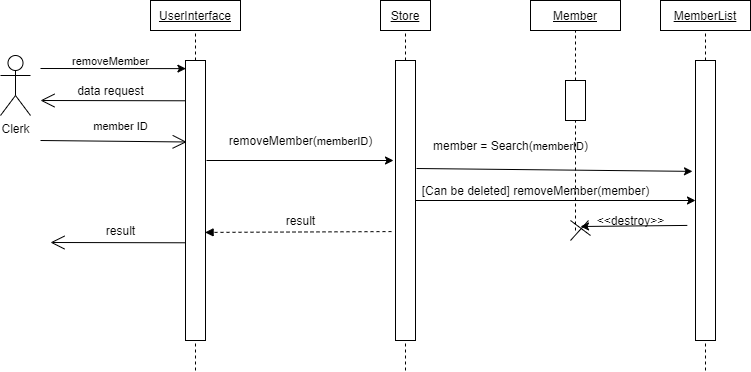 UserInterface
Store
Member
MemberList
removeMember
data request
member ID
Clerk
removeMember(memberID)
member = Search(memberID)
[Can be deleted] removeMember(member)
<<destroy>>
result
result